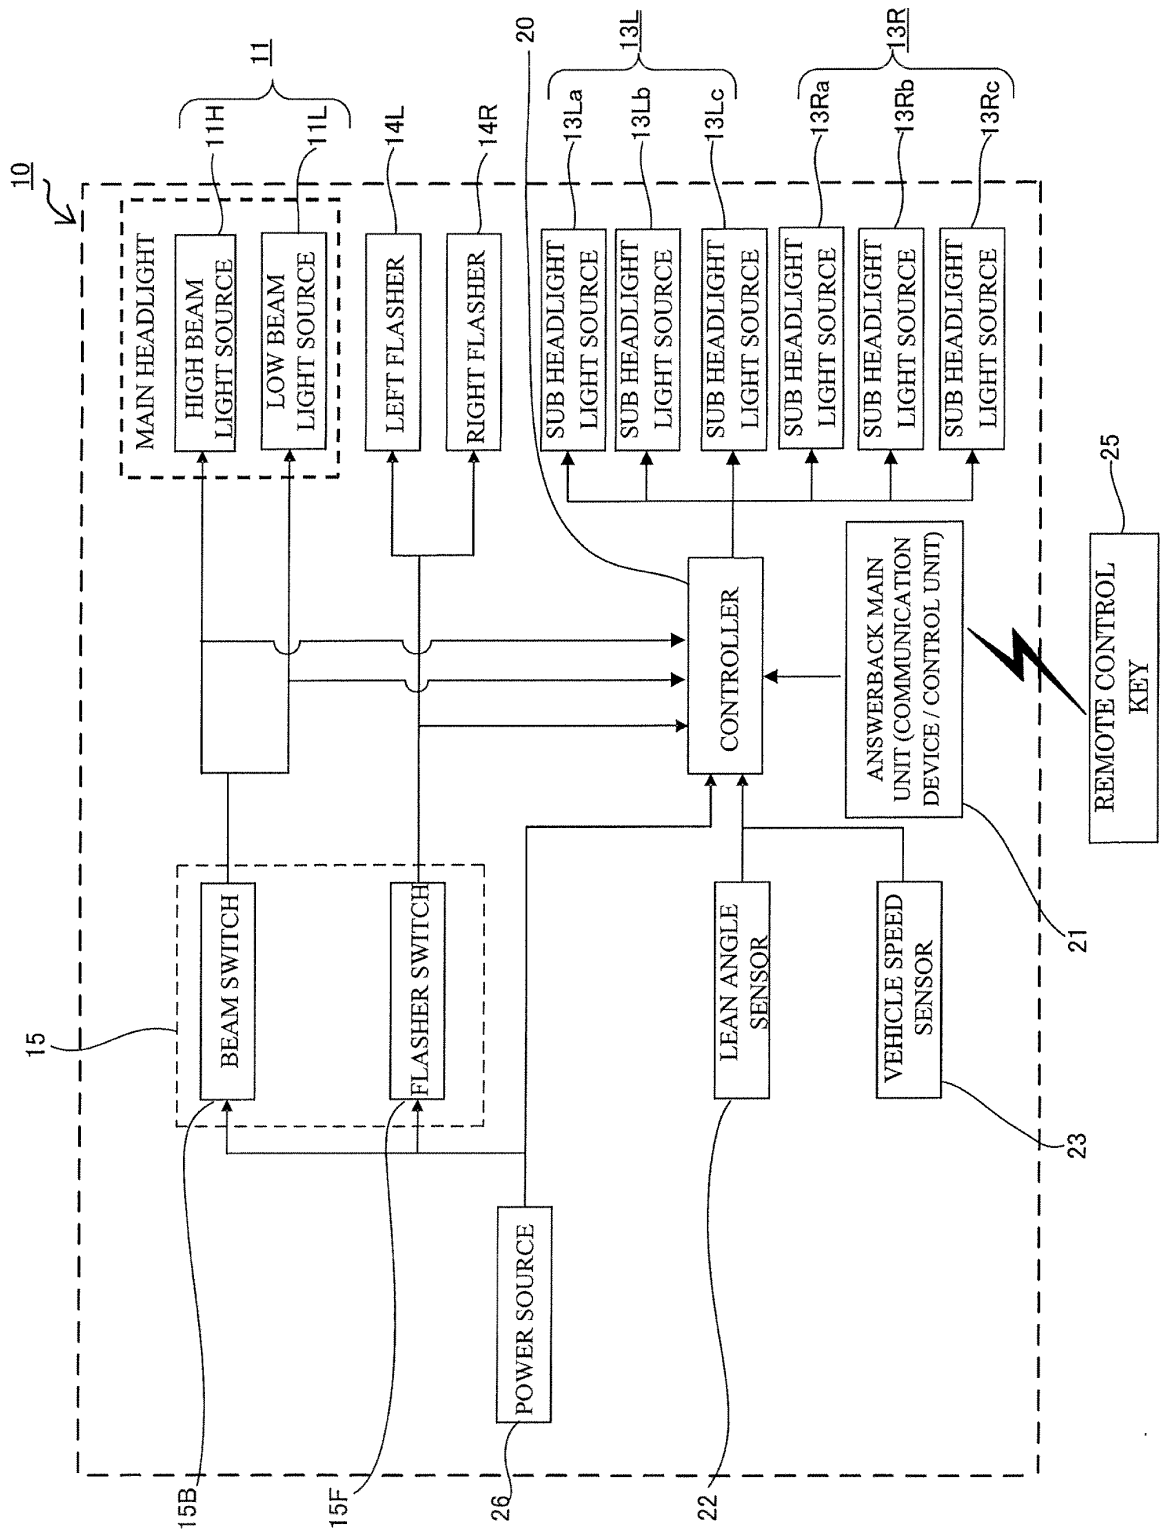 10
11
11H
11L
14L
14R
20
13L
13La
13Lb
13Lc
13R
13Ra
13Rb
13Rc
MAIN HEADLIGHT
HIGH BEAM
LIGHT SOURCE
LOW BEAM
LIGHT SOURCE
LEFT FLASHER
RIGHT FLASHER
SUB HEADLIGHT
LIGHT SOURCE
SUB HEADLIGHT
LIGHT SOURCE
SUB HEADLIGHT
LIGHT SOURCE
SUB HEADLIGHT
LIGHT SOURCE
SUB HEADLIGHT
LIGHT SOURCE
SUB HEADLIGHT
LIGHT SOURCE
25
CONTROLLER
ANSWERBACK MAIN
UNIT (COMMUNICATION
DEVICE / CONTROL UNIT)
REMOTE CONTROL
KEY
15
BEAM SWITCH
FLASHER SWITCH
LEAN ANGLE
SENSOR
VEHICLE SPEED
SENSOR
21
23
POWER SOURCE
15B
15F
26
22